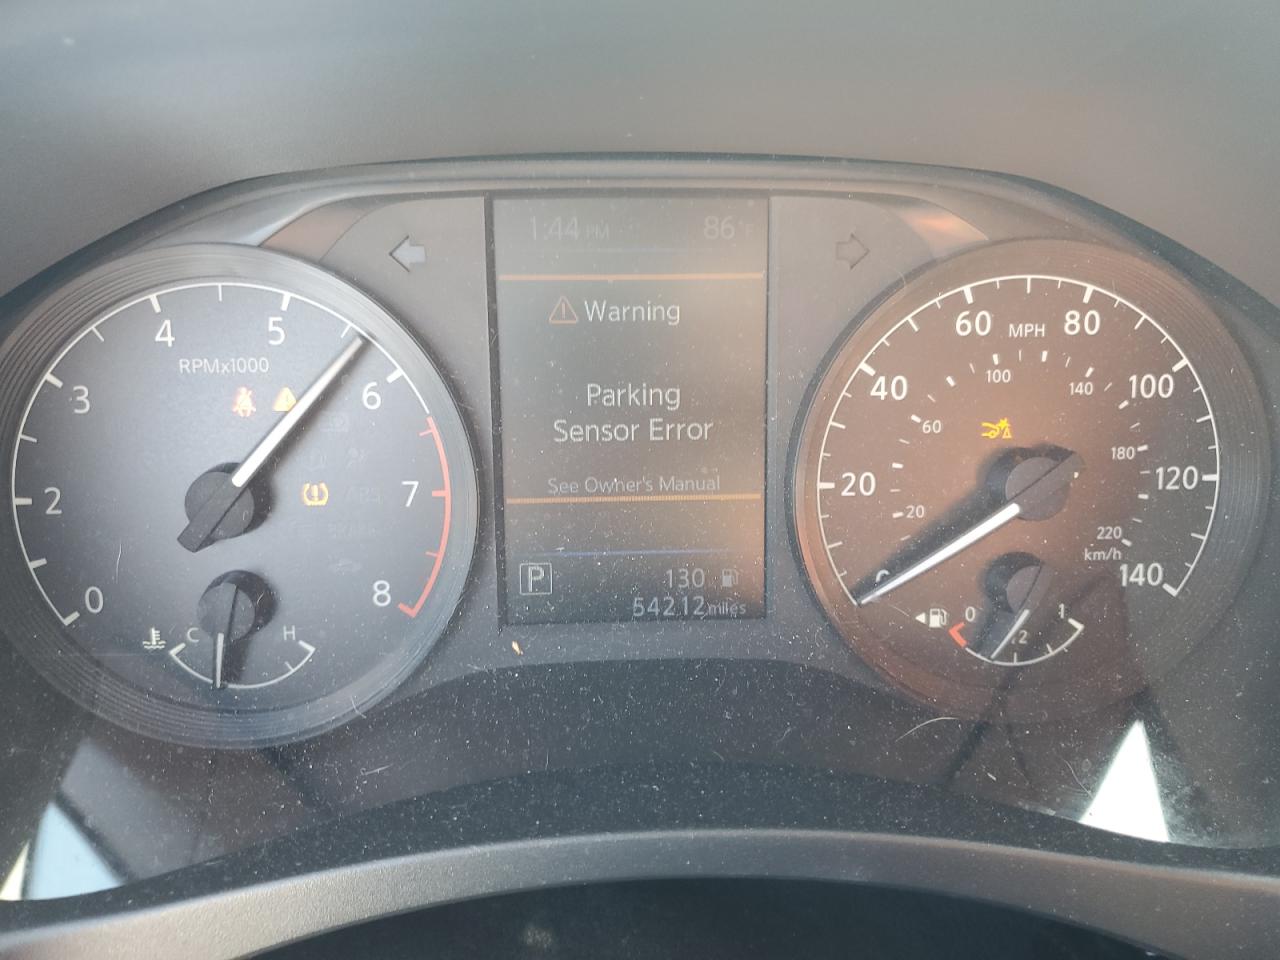 1:44 PM 86°F
Warning
Parking
Sensor Error
See Owner's Manual
P 130
54212 miles
0
2
3
4
5
6
7
8
RPMx1000
ABS
BRAKE
C H
20
40
60
80
100
120
140
MPH
20
60
100
140
180
220
km/h
0 1